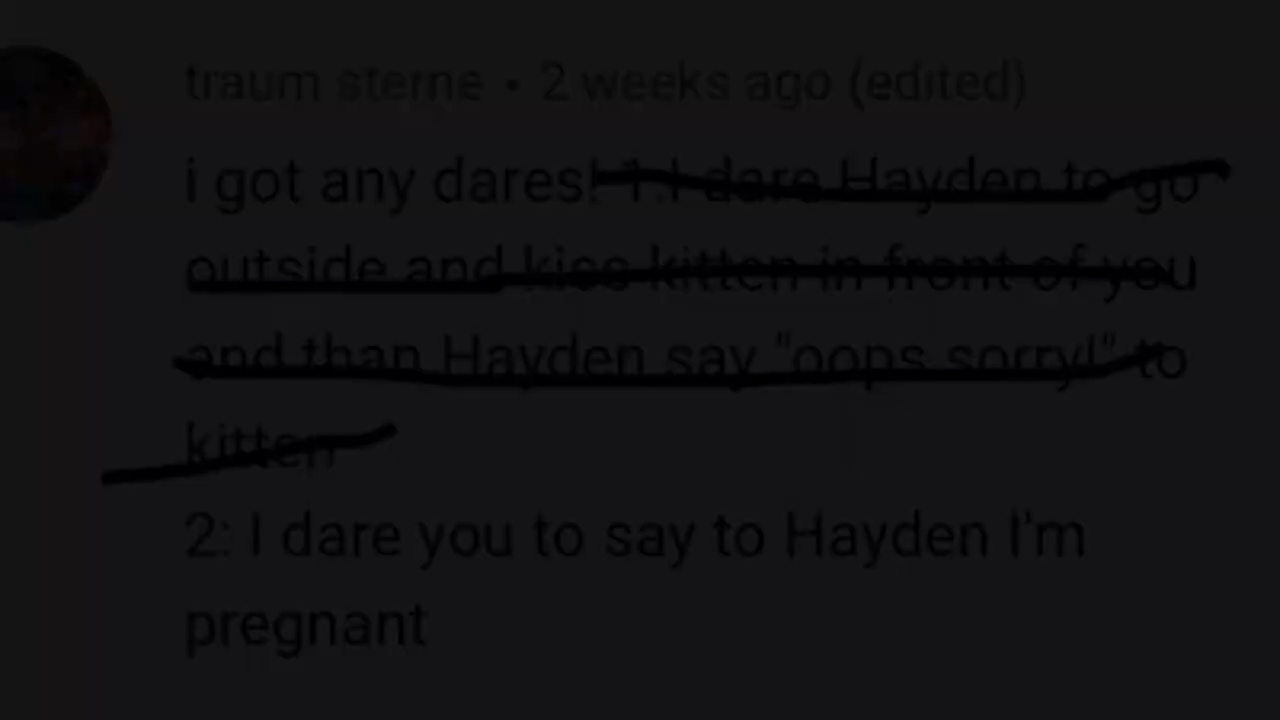 traum sterne • 2 weeks ago (edited)
i got any dares! 1.I dare Hayden to go
outside and kiss kitten in front of you
and than Hayden say "oops sorry!" to
kitten
2: I dare you to say to Hayden I'm
pregnant